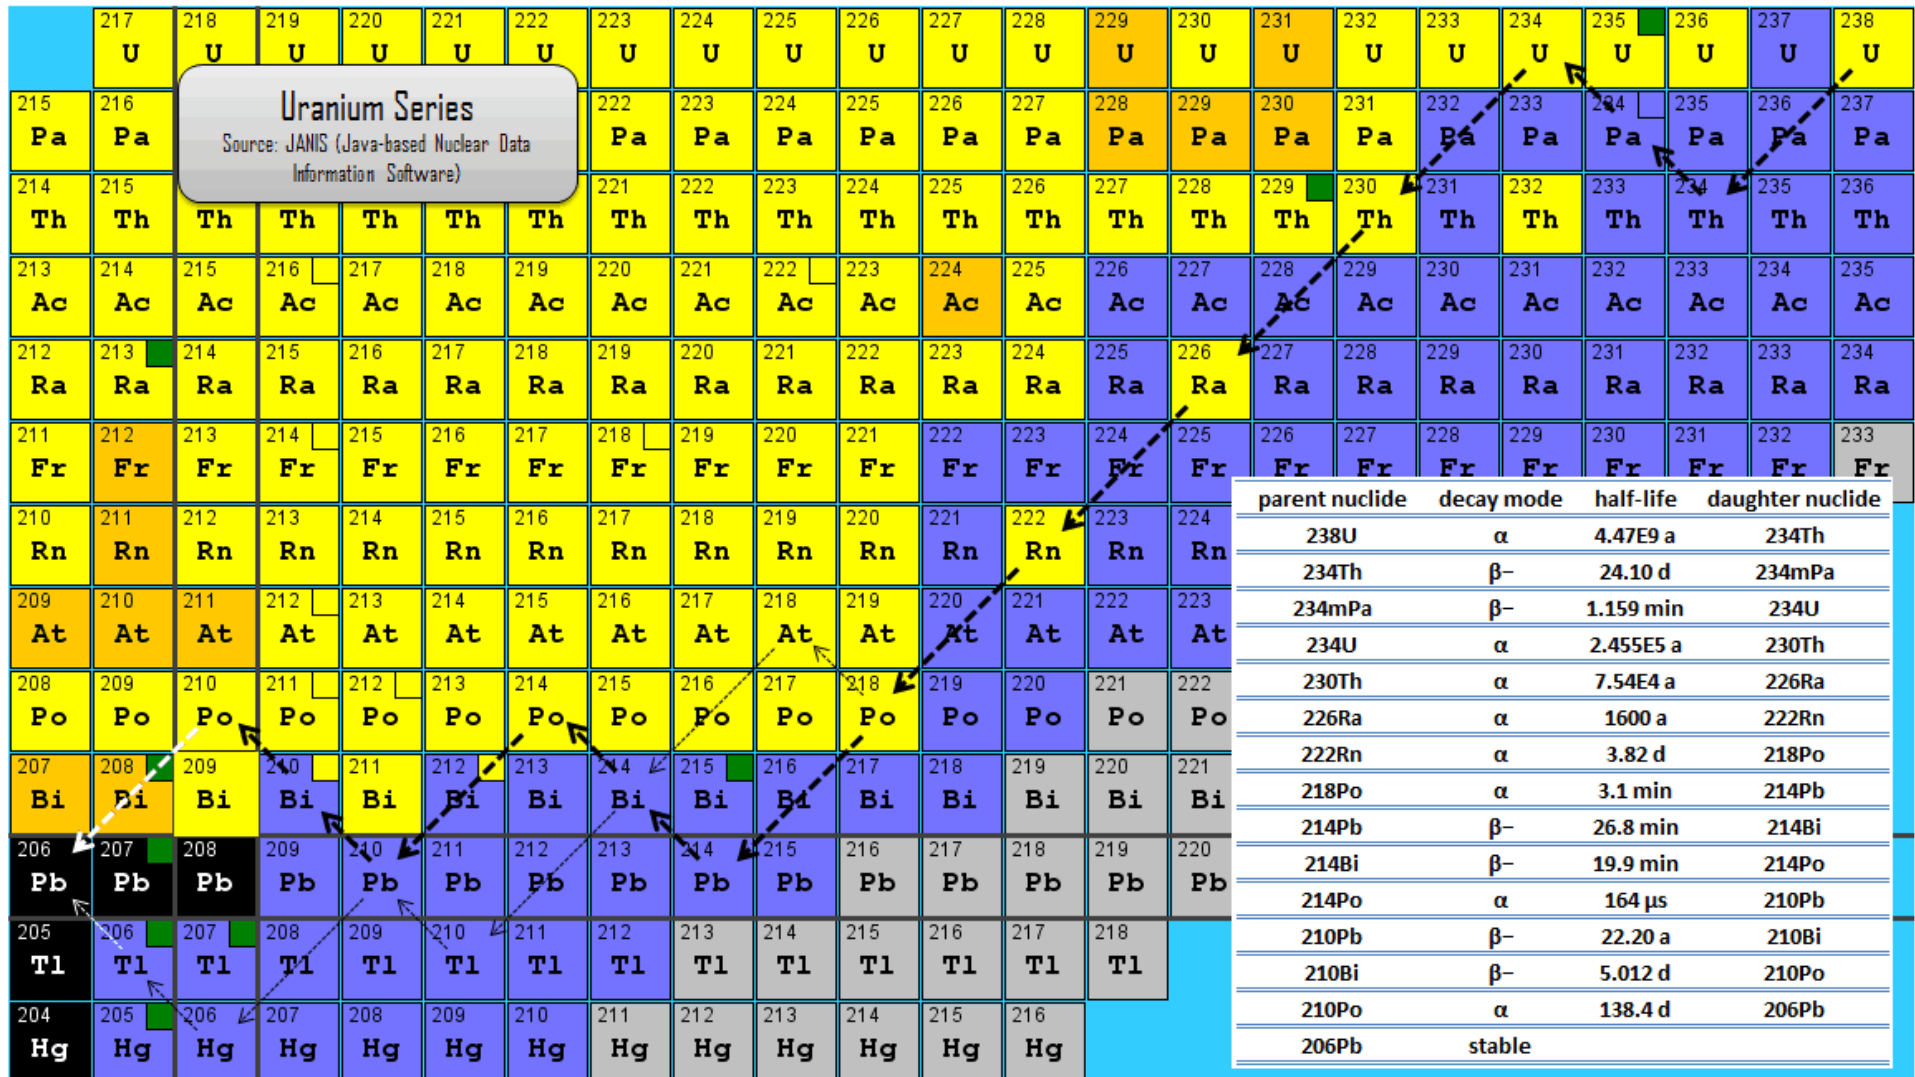 217 218 219 220 221 222 223 224 225 226 227 228 229 230 231 232 233 234 235 236 237 238
U U U U U U U U U U U U U U U U U U U U U U
Uranium Series
Source: JANIS (Java-based Nuclear Data
Information Software)
215 216 222 223 224 225 226 227 228 229 230 231 232 233 234 235 236 237
Pa Pa Pa Pa Pa Pa Pa Pa Pa Pa Pa Pa Pa Pa Pa Pa Pa Pa
214 215 221 222 223 224 225 226 227 228 229 230 231 232 233 234 235 236
Th Th Th Th Th Th Th Th Th Th Th Th Th Th Th Th Th Th Th Th Th Th Th
213 214 215 216 217 218 219 220 221 222 223 224 225 226 227 228 229 230 231 232 233 234 235
Ac Ac Ac Ac Ac Ac Ac Ac Ac Ac Ac Ac Ac Ac Ac Ac Ac Ac Ac Ac Ac Ac Ac
212 213 214 215 216 217 218 219 220 221 222 223 224 225 226 227 228 229 230 231 232 233 234
Ra Ra Ra Ra Ra Ra Ra Ra Ra Ra Ra Ra Ra Ra Ra Ra Ra Ra Ra Ra Ra Ra Ra
211 212 213 214 215 216 217 218 219 220 221 222 223 224 225 226 227 228 229 230 231 232 233
Fr Fr Fr Fr Fr Fr Fr Fr Fr Fr Fr Fr Fr Fr Fr Fr Fr Fr Fr Fr Fr Fr Fr
210 211 212 213 214 215 216 217 218 219 220 221 222 223 224
Rn Rn Rn Rn Rn Rn Rn Rn Rn Rn Rn Rn Rn Rn Rn
209 210 211 212 213 214 215 216 217 218 219 220 221 222 223
At At At At At At At At At At At At At At At
208 209 210 211 212 213 214 215 216 217 218 219 220 221 222
Po Po Po Po Po Po Po Po Po Po Po Po Po Po Po
207 208 209 210 211 212 213 214 215 216 217 218 219 220 221
Bi Bi Bi Bi Bi Bi Bi Bi Bi Bi Bi Bi Bi Bi Bi
206 207 208 209 210 211 212 213 214 215 216 217 218 219 220
Pb Pb Pb Pb Pb Pb Pb Pb Pb Pb Pb Pb Pb Pb Pb
205 206 207 208 209 210 211 212 213 214 215 216 217 218
Tl Tl Tl Tl Tl Tl Tl Tl Tl Tl Tl Tl Tl Tl
204 205 206 207 208 209 210 211 212 213 214 215 216
Hg Hg Hg Hg Hg Hg Hg Hg Hg Hg Hg Hg Hg
parent nuclide decay mode half-life daughter nuclide
238U α 4.47E9 a 234Th
234Th β− 24.10 d 234mPa
234mPa β− 1.159 min 234U
234U α 2.455E5 a 230Th
230Th α 7.54E4 a 226Ra
226Ra α 1600 a 222Rn
222Rn α 3.82 d 218Po
218Po α 3.1 min 214Pb
214Pb β− 26.8 min 214Bi
214Bi β− 19.9 min 214Po
214Po α 164 µs 210Pb
210Pb β− 22.20 a 210Bi
210Bi β− 5.012 d 210Po
210Po α 138.4 d 206Pb
206Pb stable